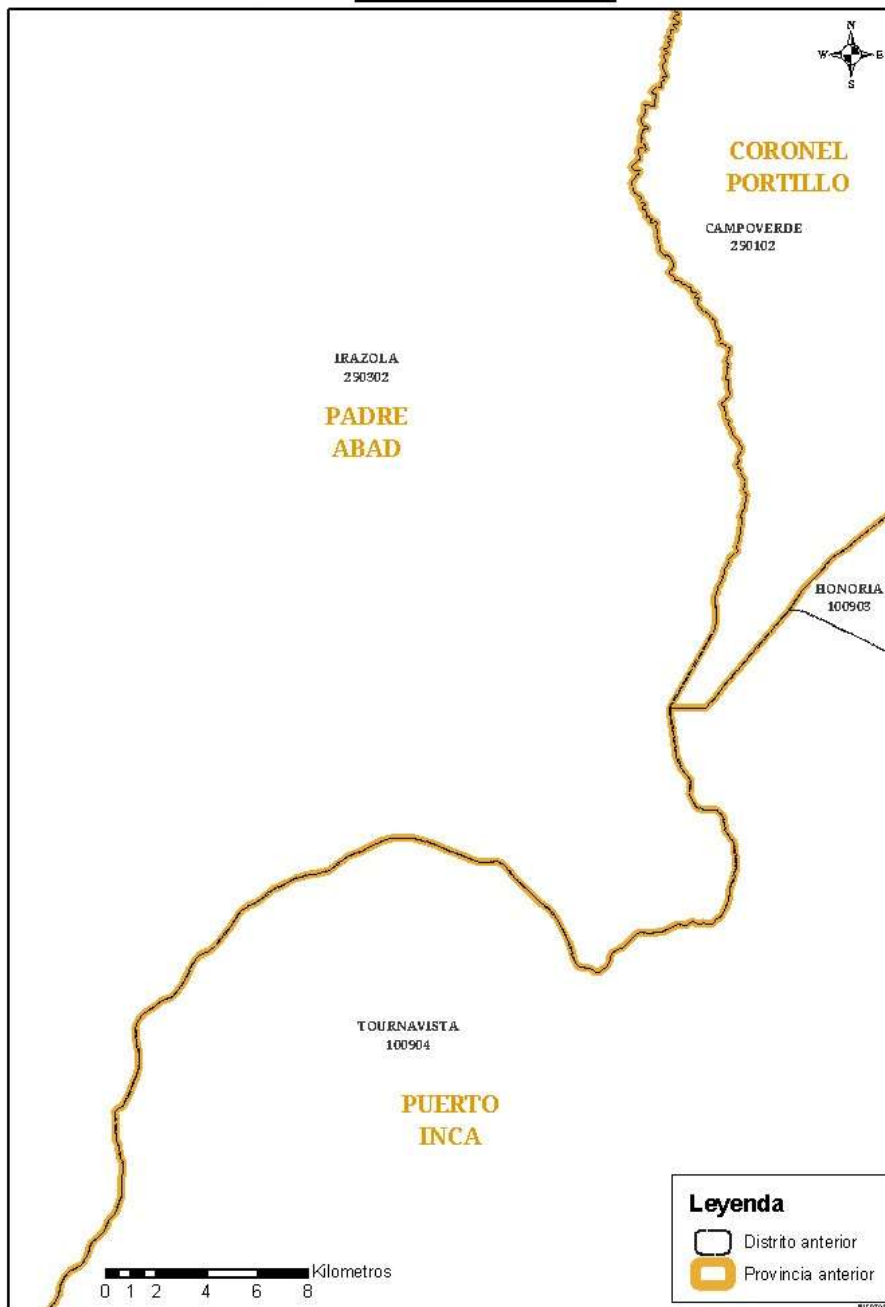 N
W E
S
CORONEL
PORTILLO
CAMPOVERDE
250102
IRAZOLA
250302
PADRE
ABAD
HONORIA
100903
TOURNAVISTA
100904
PUERTO
INCA
Leyenda
Distrito anterior
Provincia anterior
Kilometros
0 1 2 4 6 8